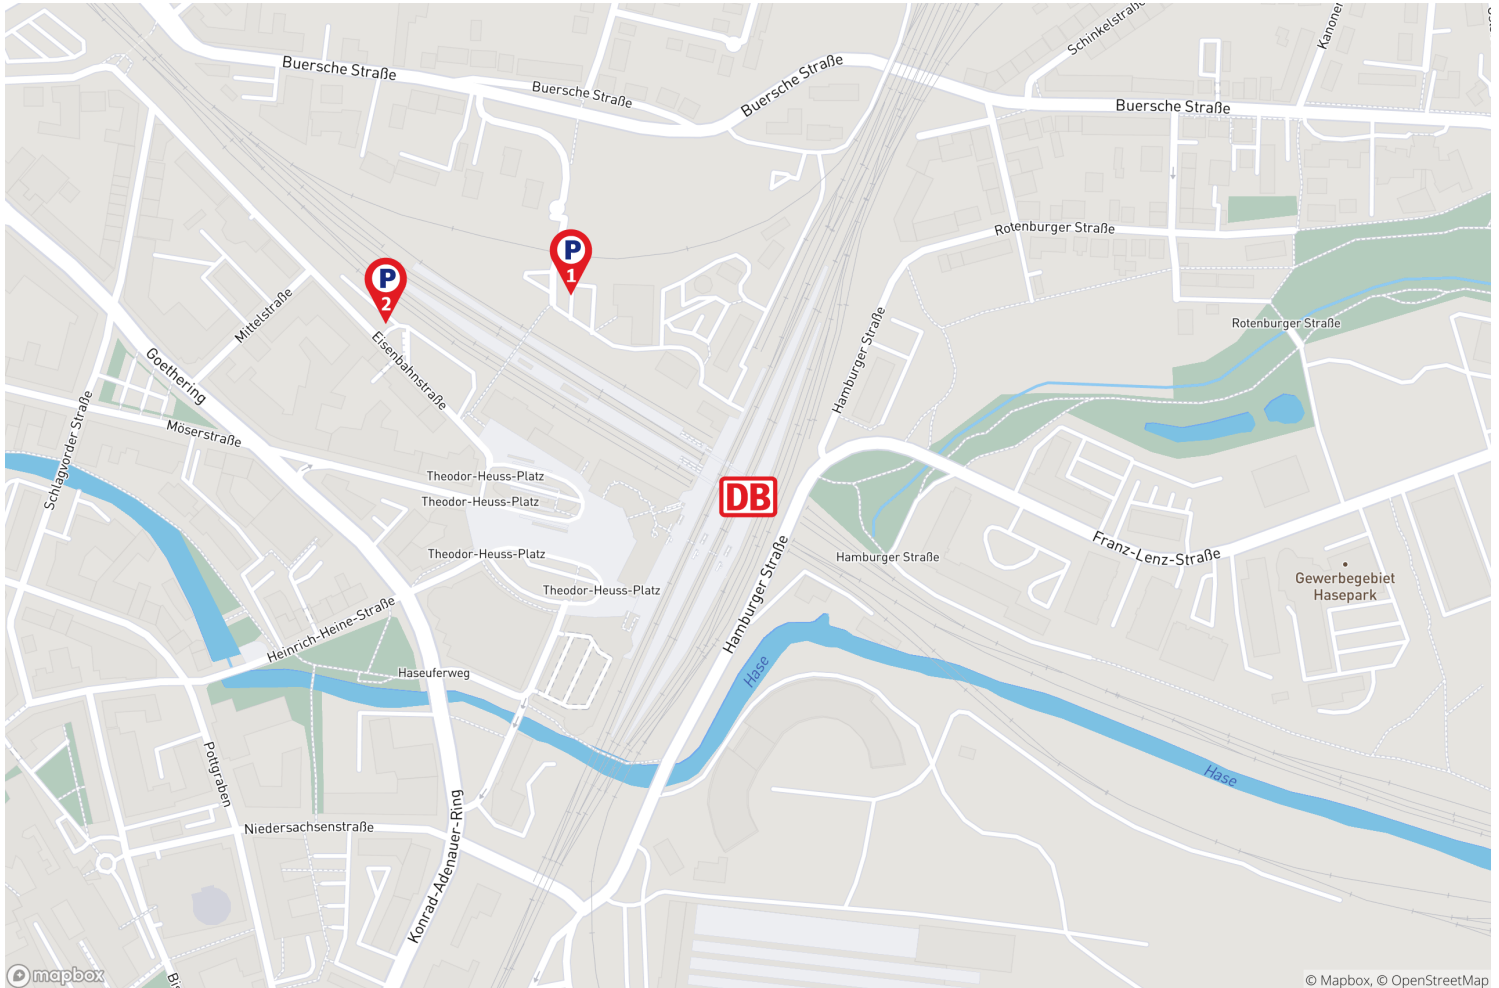 Schinkelstraße
Kanonen
Buersche Straße
Buersche Straße
Buersche Straße
Buersche Straße
Rotenburger Straße
P
1
P
2
Mittelstraße
Eisenbahnstraße
Goethering
Hamburger Straße
Rotenburger Straße
Schlagvorder Straße
Möserstraße
Theodor-Heuss-Platz
Theodor-Heuss-Platz
DB
Theodor-Heuss-Platz
Theodor-Heuss-Platz
Hamburger Straße
Hamburger Straße
Franz-Lenz-Straße
Gewerbegebiet
Hasepark
Heinrich-Heine-Straße
Haseuferweg
Hase
Hase
Pottgraben
Niedersachsenstraße
Konrad-Adenauer-Ring
mapbox
© Mapbox, © OpenStreetMap